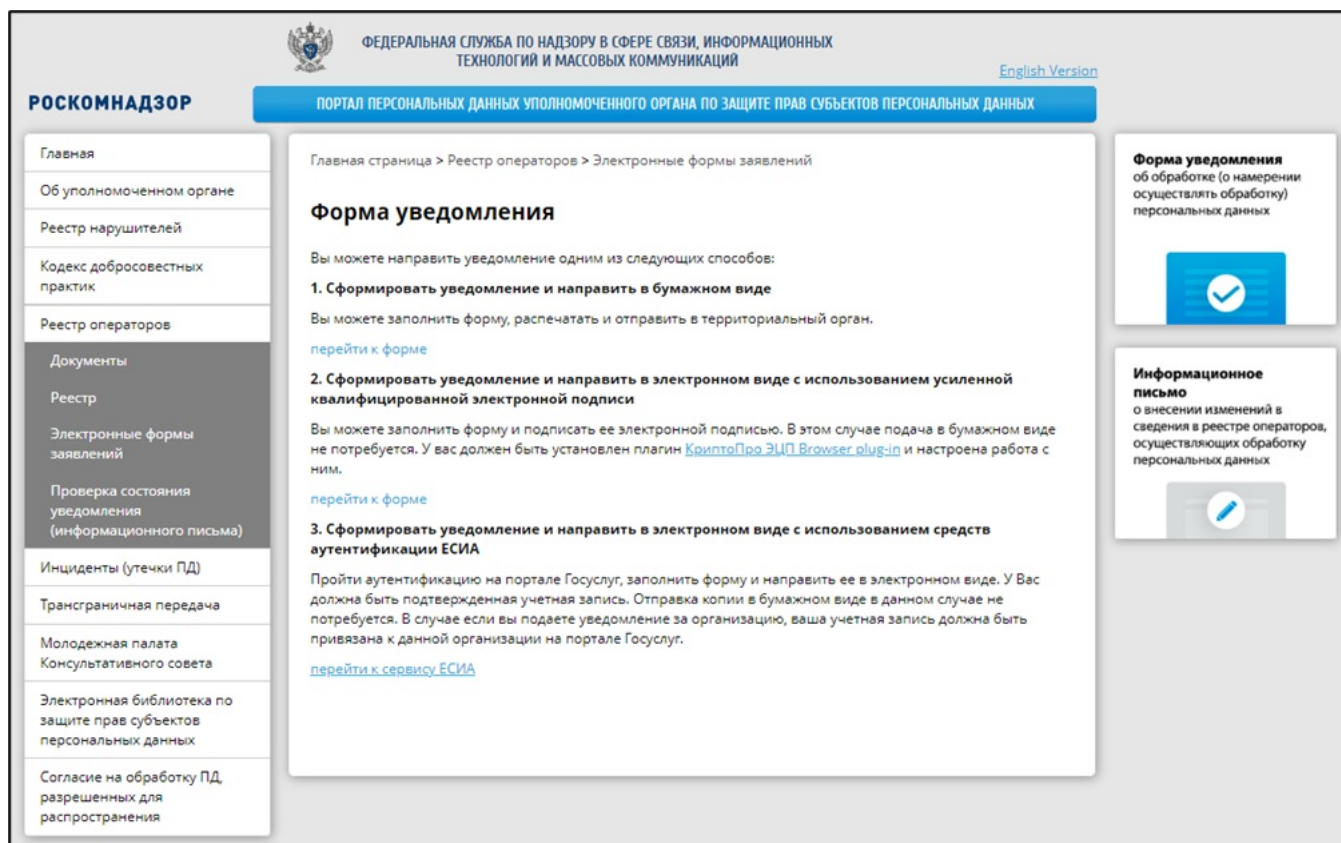 ФЕДЕРАЛЬНАЯ СЛУЖБА ПО НАДЗОРУ В СФЕРЕ СВЯЗИ, ИНФОРМАЦИОННЫХ
ТЕХНОЛОГИЙ И МАССОВЫХ КОММУНИКАЦИЙ
English Version
РОСКОМНАДЗОР
ПОРТАЛ ПЕРСОНАЛЬНЫХ ДАННЫХ УПОЛНОМОЧЕННОГО ОРГАНА ПО ЗАЩИТЕ ПРАВ СУБЪЕКТОВ ПЕРСОНАЛЬНЫХ ДАННЫХ
Главная
Об уполномоченном органе
Реестр нарушителей
Кодекс добросовестных
практик
Реестр операторов
Документы
Реестр
Электронные формы
заявлений
Проверка состояния
уведомления
(информационного письма)
Инциденты (утечки ПД)
Трансграничная передача
Молодежная палата
Консультативного совета
Электронная библиотека по
защите прав субъектов
персональных данных
Согласие на обработку ПД,
разрешенных для
распространения
Главная страница > Реестр операторов > Электронные формы заявлений
Форма уведомления
Вы можете направить уведомление одним из следующих способов:
1. Сформировать уведомление и направить в бумажном виде
Вы можете заполнить форму, распечатать и отправить в территориальный орган.
перейти к форме
2. Сформировать уведомление и направить в электронном виде с использованием усиленной
квалифицированной электронной подписи
Вы можете заполнить форму и подписать ее электронной подписью. В этом случае подача в бумажном виде
не потребуется. У вас должен быть установлен плагин КриптоПро ЭЦП Browser plug-in и настроена работа с
ним.
перейти к форме
3. Сформировать уведомление и направить в электронном виде с использованием средств
аутентификации ЕСИА
Пройти аутентификацию на портале Госуслуг, заполнить форму и направить ее в электронном виде. У Вас
должна быть подтвержденная учетная запись. Отправка копии в бумажном виде в данном случае не
потребуется. В случае если вы подаете уведомление за организацию, ваша учетная запись должна быть
привязана к данной организации на портале Госуслуг.
перейти к сервису ЕСИА
Форма уведомления
об обработке (о намерении
осуществлять обработку)
персональных данных
Информационное
письмо
о внесении изменений в
сведения в реестре операторов,
осуществляющих обработку
персональных данных